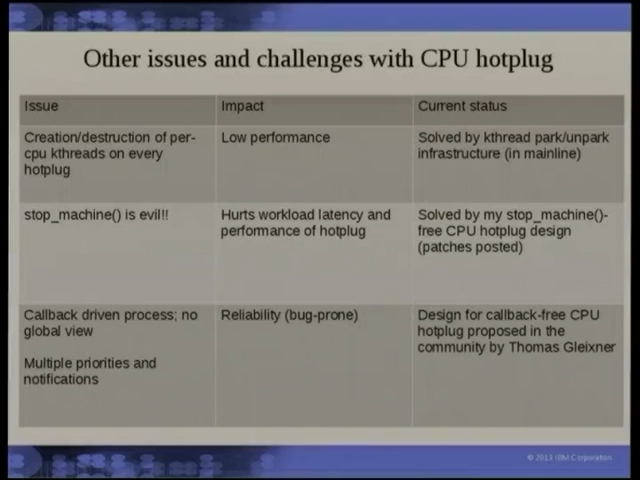 Other issues and challenges with CPU hotplug
Issue
Impact
Current status
Creation/destruction of per-
cpu kthreads on every
hotplug
Low performance
Solved by kthread park/unpark
infrastructure (in mainline)
stop_machine() is evil!!
Hurts workload latency and
performance of hotplug
Solved by my stop_machine()-
free CPU hotplug design
(patches posted)
Callback driven process; no
global view
Multiple priorities and
notifications
Reliability (bug-prone)
Design for callback-free CPU
hotplug proposed in the
community by Thomas Gleixner
© 2013 IBM Corporation